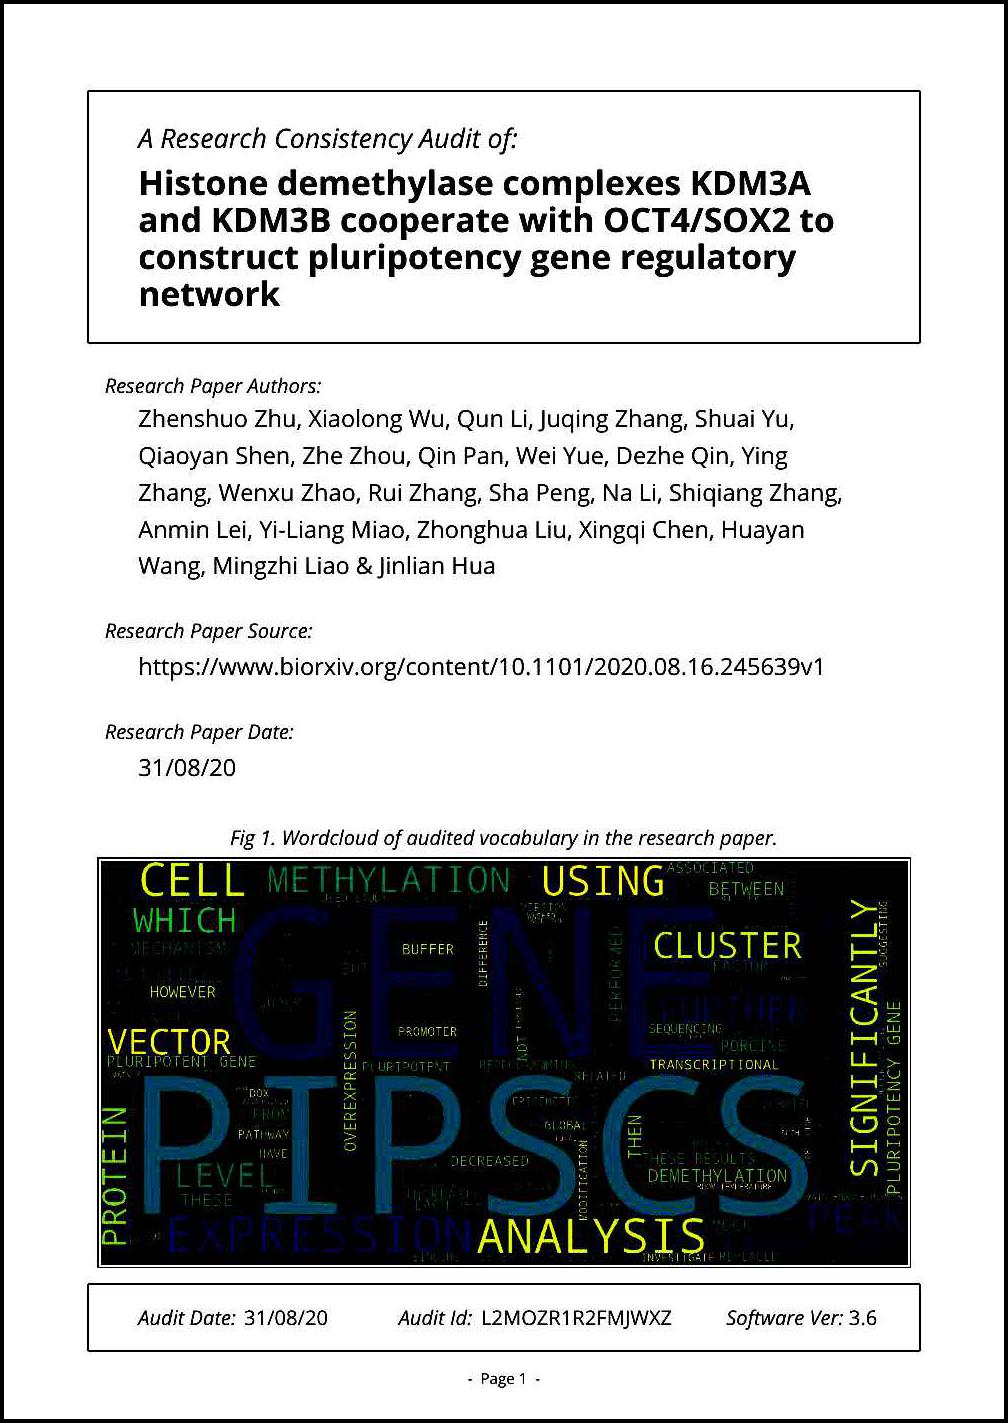 A Research Consistency Audit of:
Histone demethylase complexes KDM3A
and KDM3B cooperate with OCT4/SOX2 to
construct pluripotency gene regulatory
network
Research Paper Authors:
Zhenshuo Zhu, Xiaolong Wu, Qun Li, Juqing Zhang, Shuai Yu,
Qiaoyan Shen, Zhe Zhou, Qin Pan, Wei Yue, Dezhe Qin, Ying
Zhang, Wenxu Zhao, Rui Zhang, Sha Peng, Na Li, Shiqiang Zhang,
Anmin Lei, Yi-Liang Miao, Zhonghua Liu, Xingqi Chen, Huayan
Wang, Mingzhi Liao & Jinlian Hua
Research Paper Source:
https://www.biorxiv.org/content/10.1101/2020.08.16.245639v1
Research Paper Date:
31/08/20
Fig 1. Wordcloud of audited vocabulary in the research paper.
CELL
METHYLATION
USING
ASSOCIATED
BETWEEN
WHICH
MECHANISM
GENE
BUFFER
DIFFERENCE
PERFORMED
CLUSTER
SIGNIFICANTLY
SUGGESTING
HOWEVER
FURTHER
VECTOR
OVEREXPRESSION
PROMOTER
SEQUENCING
PORCINE
PLURIPOTENT GENE
PLURIPOTENT
RELATED
TRANSCRIPTIONAL
PLURIPOTENCY GENE
PIPSCS
DOX
FROM
EPIGENETIC
GLOBAL
THEN
PATHWAY
HAVE
PROTEIN
LEVEL
THESE
DECREASED
MODIFICATION
THESE RESULTS
DEMETHYLATION
ROOM TEMPERATURE
EXPRESSION
ANALYSIS
MOCK
PEAK
INVESTIGATE
REVEALED
Audit Date: 31/08/20
Audit Id: L2MOZR1R2FMJWXZ
Software Ver: 3.6
- Page 1 -